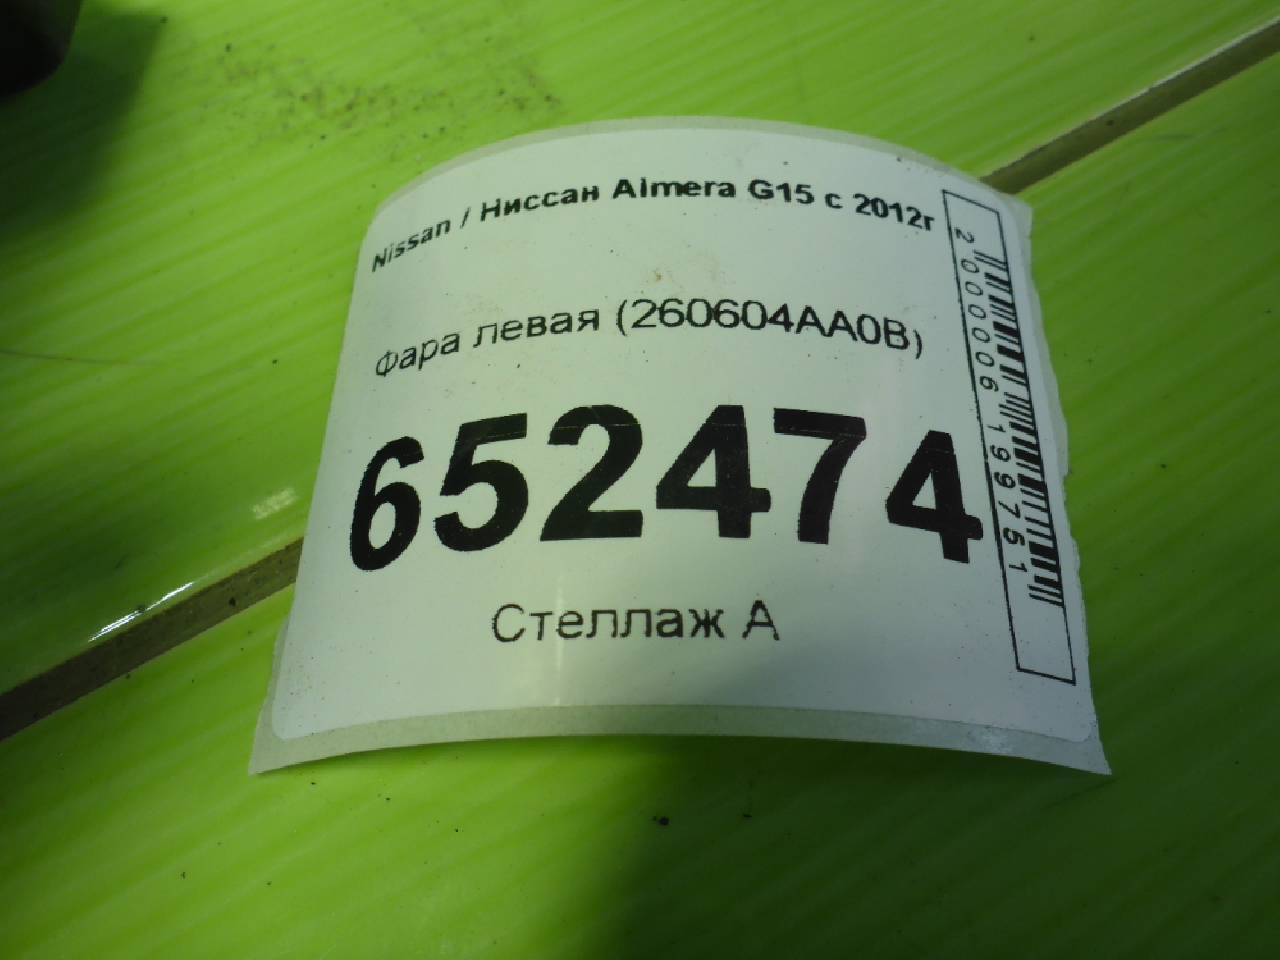 Nissan / Ниссан Almera G15 с 2012г
Фара левая (260604AA0B)
652474
Стеллаж А
2000006199751